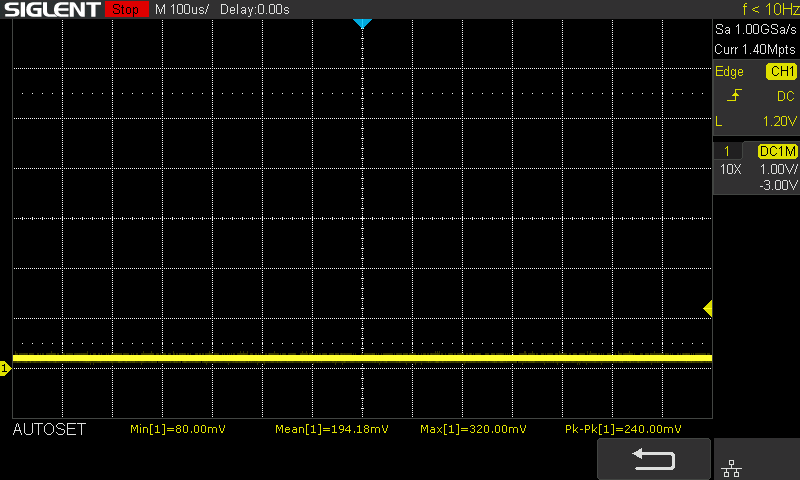 SIGLENT Stop M 100us/ Delay:0.00s f < 10Hz
Sa 1.00GSa/s
Curr 1.40Mpts
Edge CH1
DC
L 1.20V
1 DC1M
10X 1.00V/
-3.00V
1
AUTOSET Min[1]=80.00mV Mean[1]=194.18mV Max[1]=320.00mV Pk-Pk[1]=240.00mV